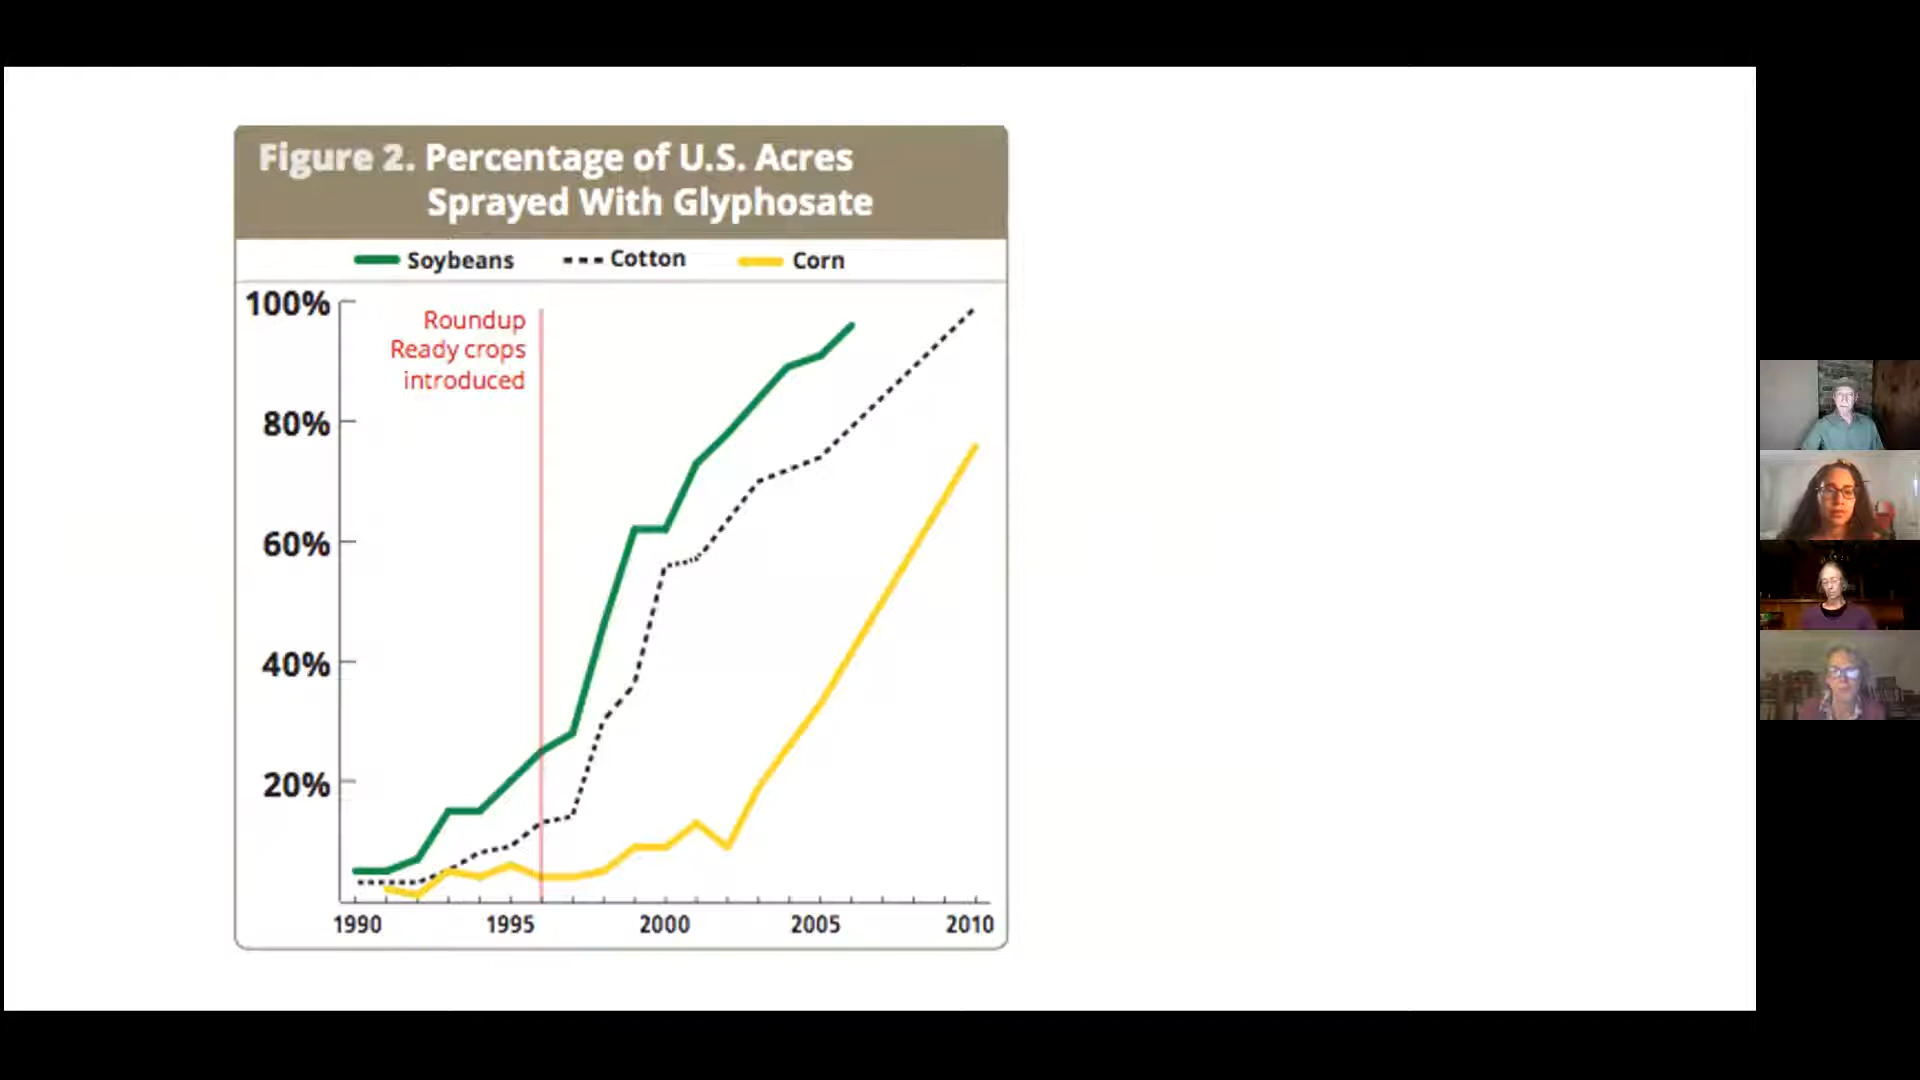 Figure 2. Percentage of U.S. Acres
Sprayed With Glyphosate
Soybeans
Cotton
Corn
100%
80%
60%
40%
20%
Roundup
Ready crops
introduced
1990
1995
2000
2005
2010